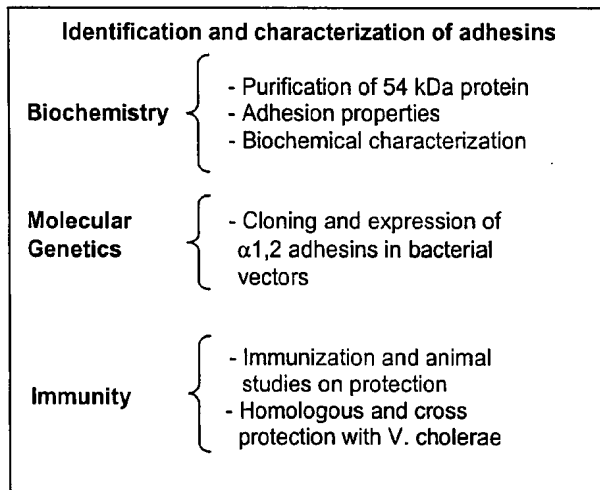 Identification and characterization of adhesins
Biochemistry
- Purification of 54 kDa protein
- Adhesion properties
- Biochemical characterization
Molecular
Genetics
- Cloning and expression of
α1,2 adhesins in bacterial
vectors
Immunity
- Immunization and animal
studies on protection
- Homologous and cross
protection with V. cholerae